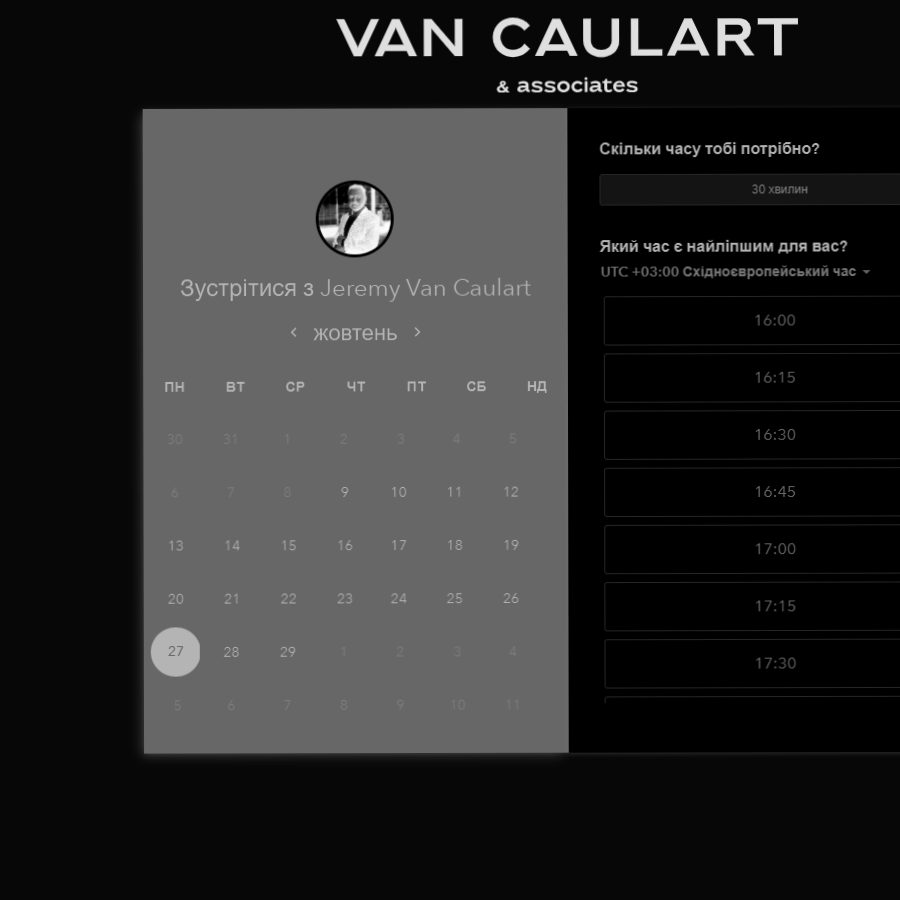 VAN CAULART
& associates
Зустрітися з Jeremy Van Caulart
жовтень
ПН ВТ СР ЧТ ПТ СБ НД
30 31 1 2 3 4 5
6 7 8 9 10 11 12
13 14 15 16 17 18 19
20 21 22 23 24 25 26
27 28 29 1 2 3 4
5 6 7 8 9 10 11
Скільки часу тобі потрібно?
30 хвилин
Який час є найліпшим для вас?
UTC +03:00 Східноєвропейський час
16:00
16:15
16:30
16:45
17:00
17:15
17:30